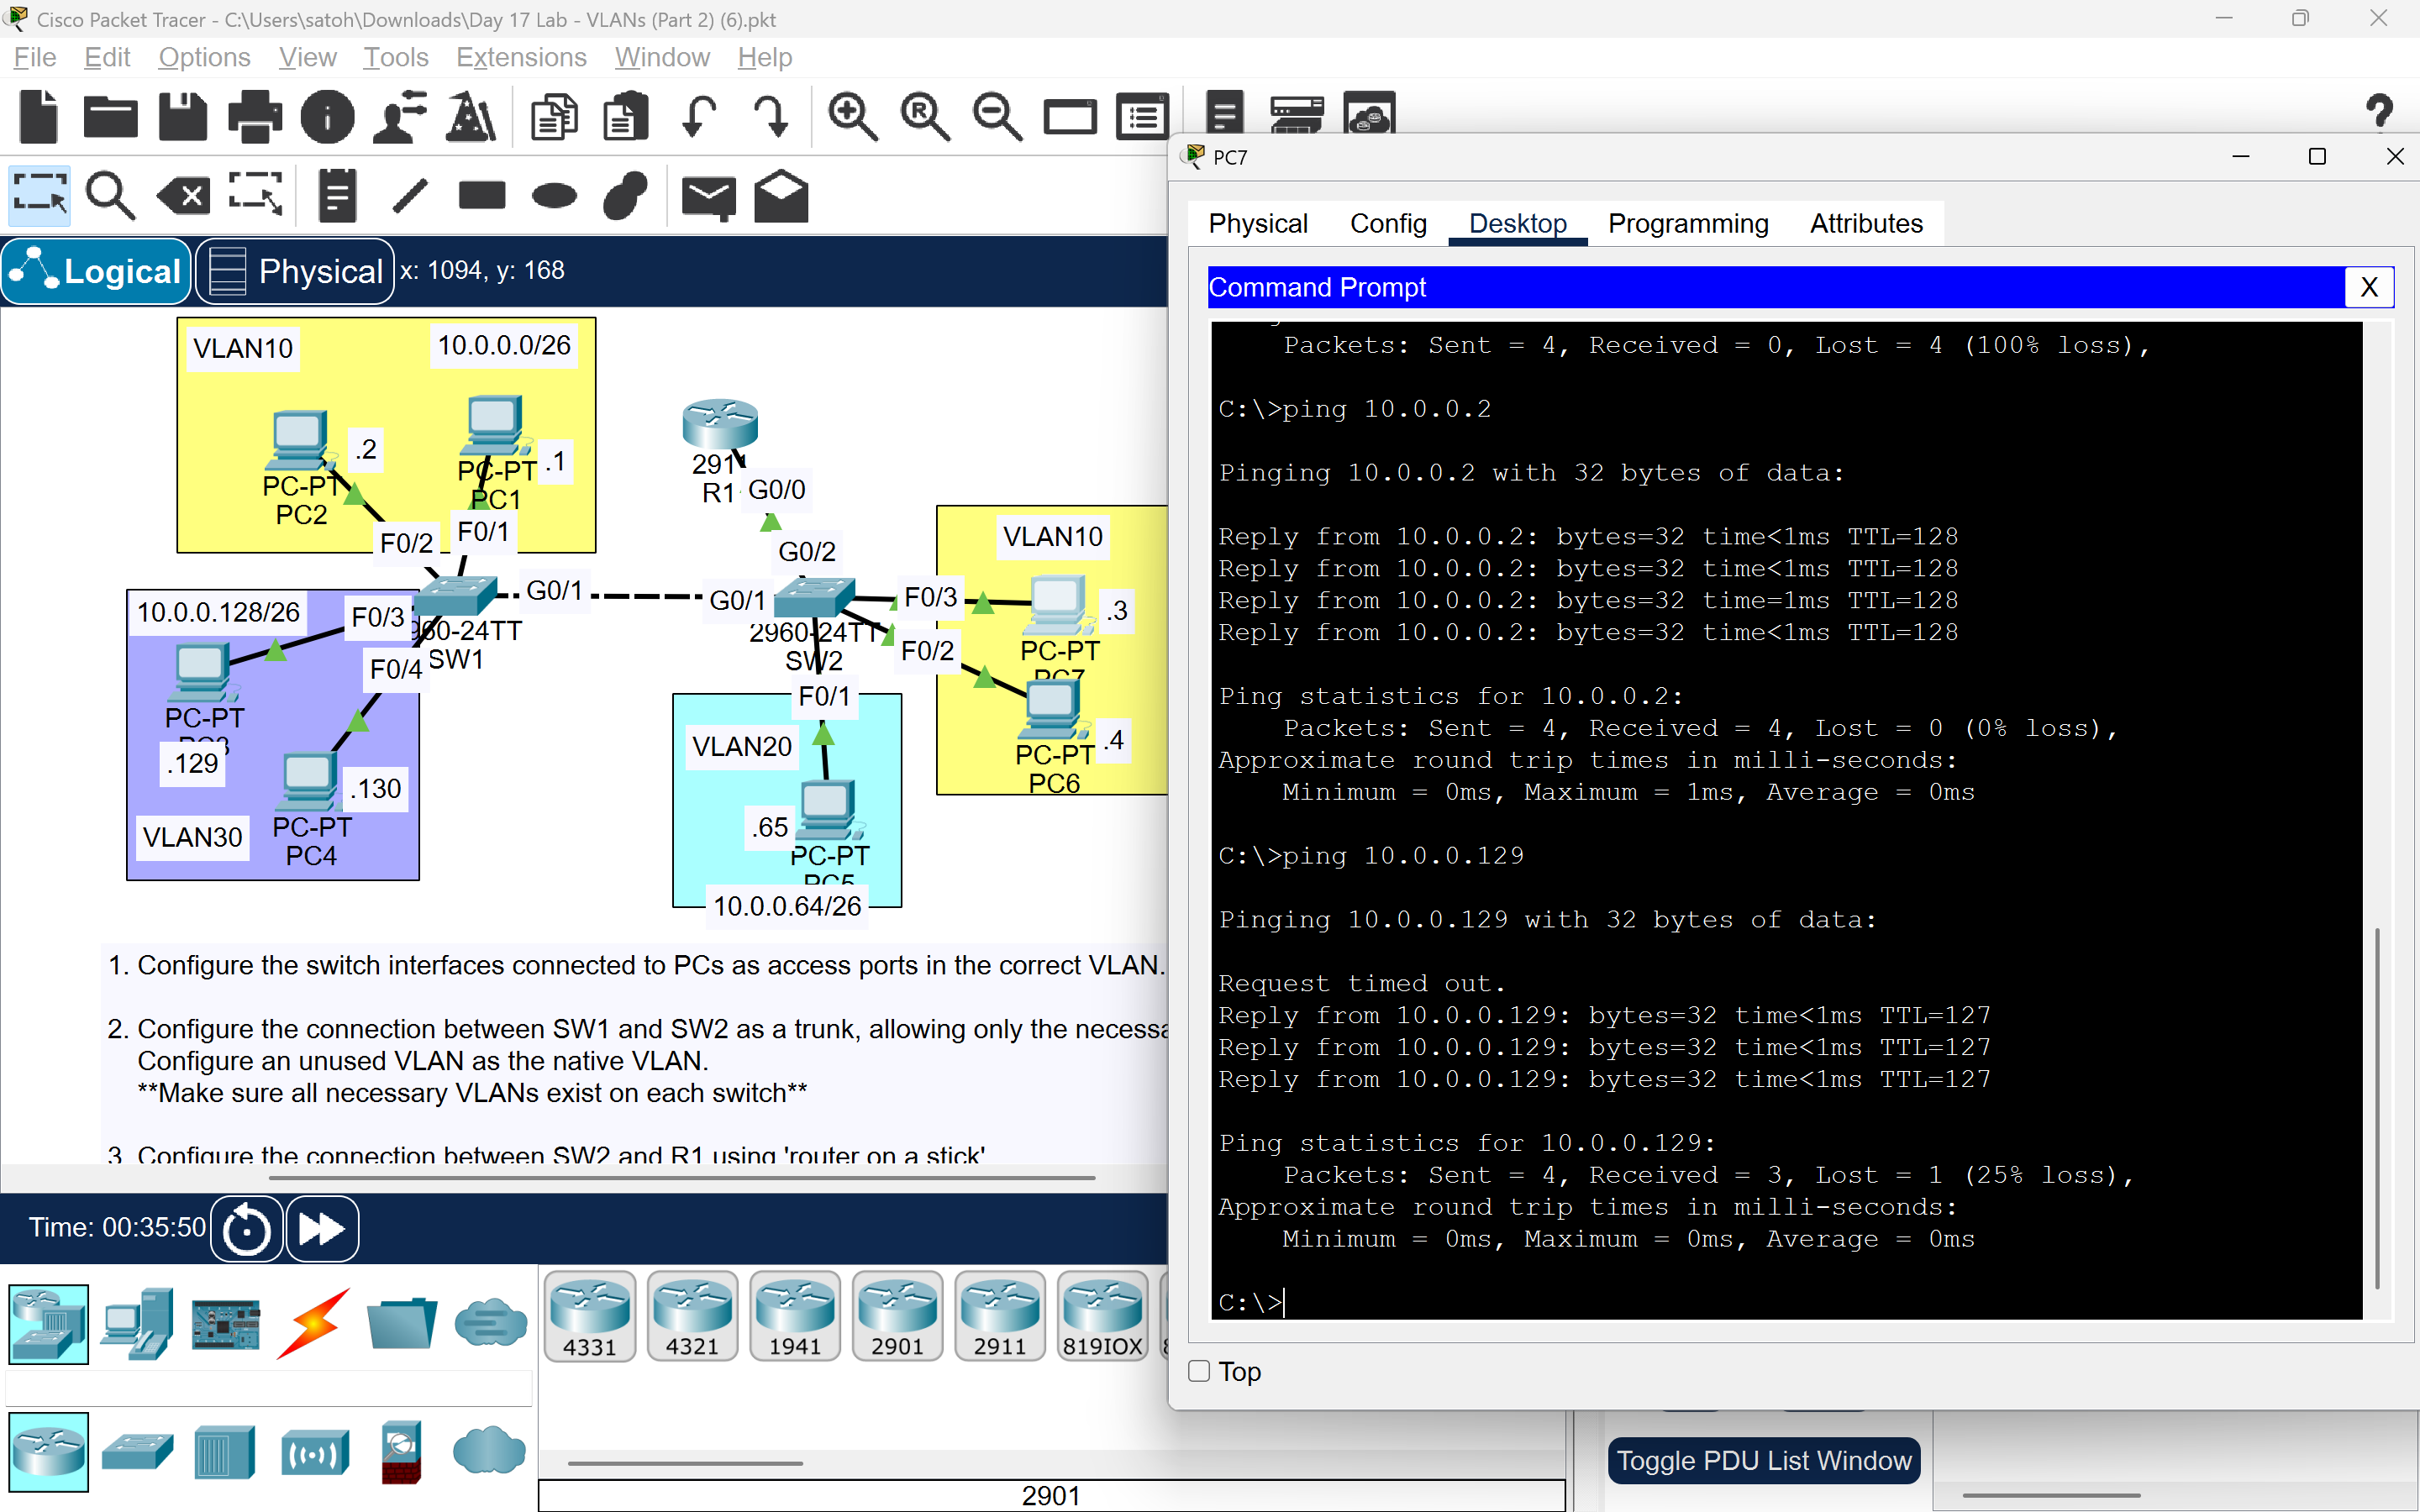 Cisco Packet Tracer - C:\Users\satoh\Downloads\Day 17 Lab - VLANs (Part 2) (6).pkt
File Edit Options View Tools Extensions Window Help
Logical Physical x: 1094, y: 168
VLAN10 10.0.0.0/26
.2 .1
PC-PT
PC2
PC-PT
PC1
F0/2 F0/1
R1 G0/0
G0/2
VLAN10
10.0.0.128/26 F0/3
G0/1 G0/1
F0/3 .3
2960-24TT
SW2
SW1
F0/4
F0/2
PC-PT
PC7
PC-PT
.129
F0/1
VLAN20
PC-PT .4
PC6
.130
VLAN30
PC-PT
PC4
.65
PC-PT
PC5
10.0.0.64/26
1. Configure the switch interfaces connected to PCs as access ports in the correct VLAN.
2. Configure the connection between SW1 and SW2 as a trunk, allowing only the
Configure an unused VLAN as the native VLAN.
**Make sure all necessary VLANs exist on each switch**
3 Configure the connection between SW2 and R1 using 'router on a stick'
Time: 00:35:50
4331 4321 1941 2901 2911 819IOX
2901
PC7
Physical Config Desktop Programming Attributes
Command Prompt X
Packets: Sent = 4, Received = 0, Lost = 4 (100% loss),
C:\>ping 10.0.0.2
Pinging 10.0.0.2 with 32 bytes of data:
Reply from 10.0.0.2: bytes=32 time<1ms TTL=128
Reply from 10.0.0.2: bytes=32 time<1ms TTL=128
Reply from 10.0.0.2: bytes=32 time=1ms TTL=128
Reply from 10.0.0.2: bytes=32 time<1ms TTL=128
Ping statistics for 10.0.0.2:
Packets: Sent = 4, Received = 4, Lost = 0 (0% loss),
Approximate round trip times in milli-seconds:
Minimum = 0ms, Maximum = 1ms, Average = 0ms
C:\>ping 10.0.0.129
Pinging 10.0.0.129 with 32 bytes of data:
Request timed out.
Reply from 10.0.0.129: bytes=32 time<1ms TTL=127
Reply from 10.0.0.129: bytes=32 time<1ms TTL=127
Reply from 10.0.0.129: bytes=32 time<1ms TTL=127
Ping statistics for 10.0.0.129:
Packets: Sent = 4, Received = 3, Lost = 1 (25% loss),
Approximate round trip times in milli-seconds:
Minimum = 0ms, Maximum = 0ms, Average = 0ms
C:\>
Top
Toggle PDU List Window